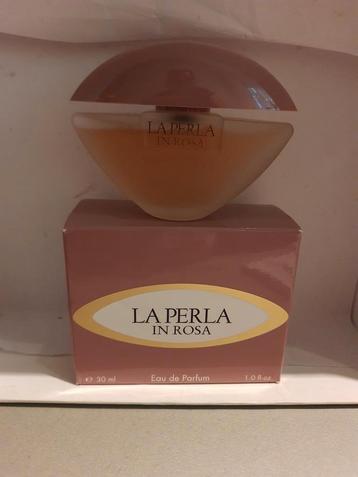 LA PERLA
IN ROSA
LA PERLA
IN ROSA
℮ 30 ml Eau de Parfum 1.0 fl oz